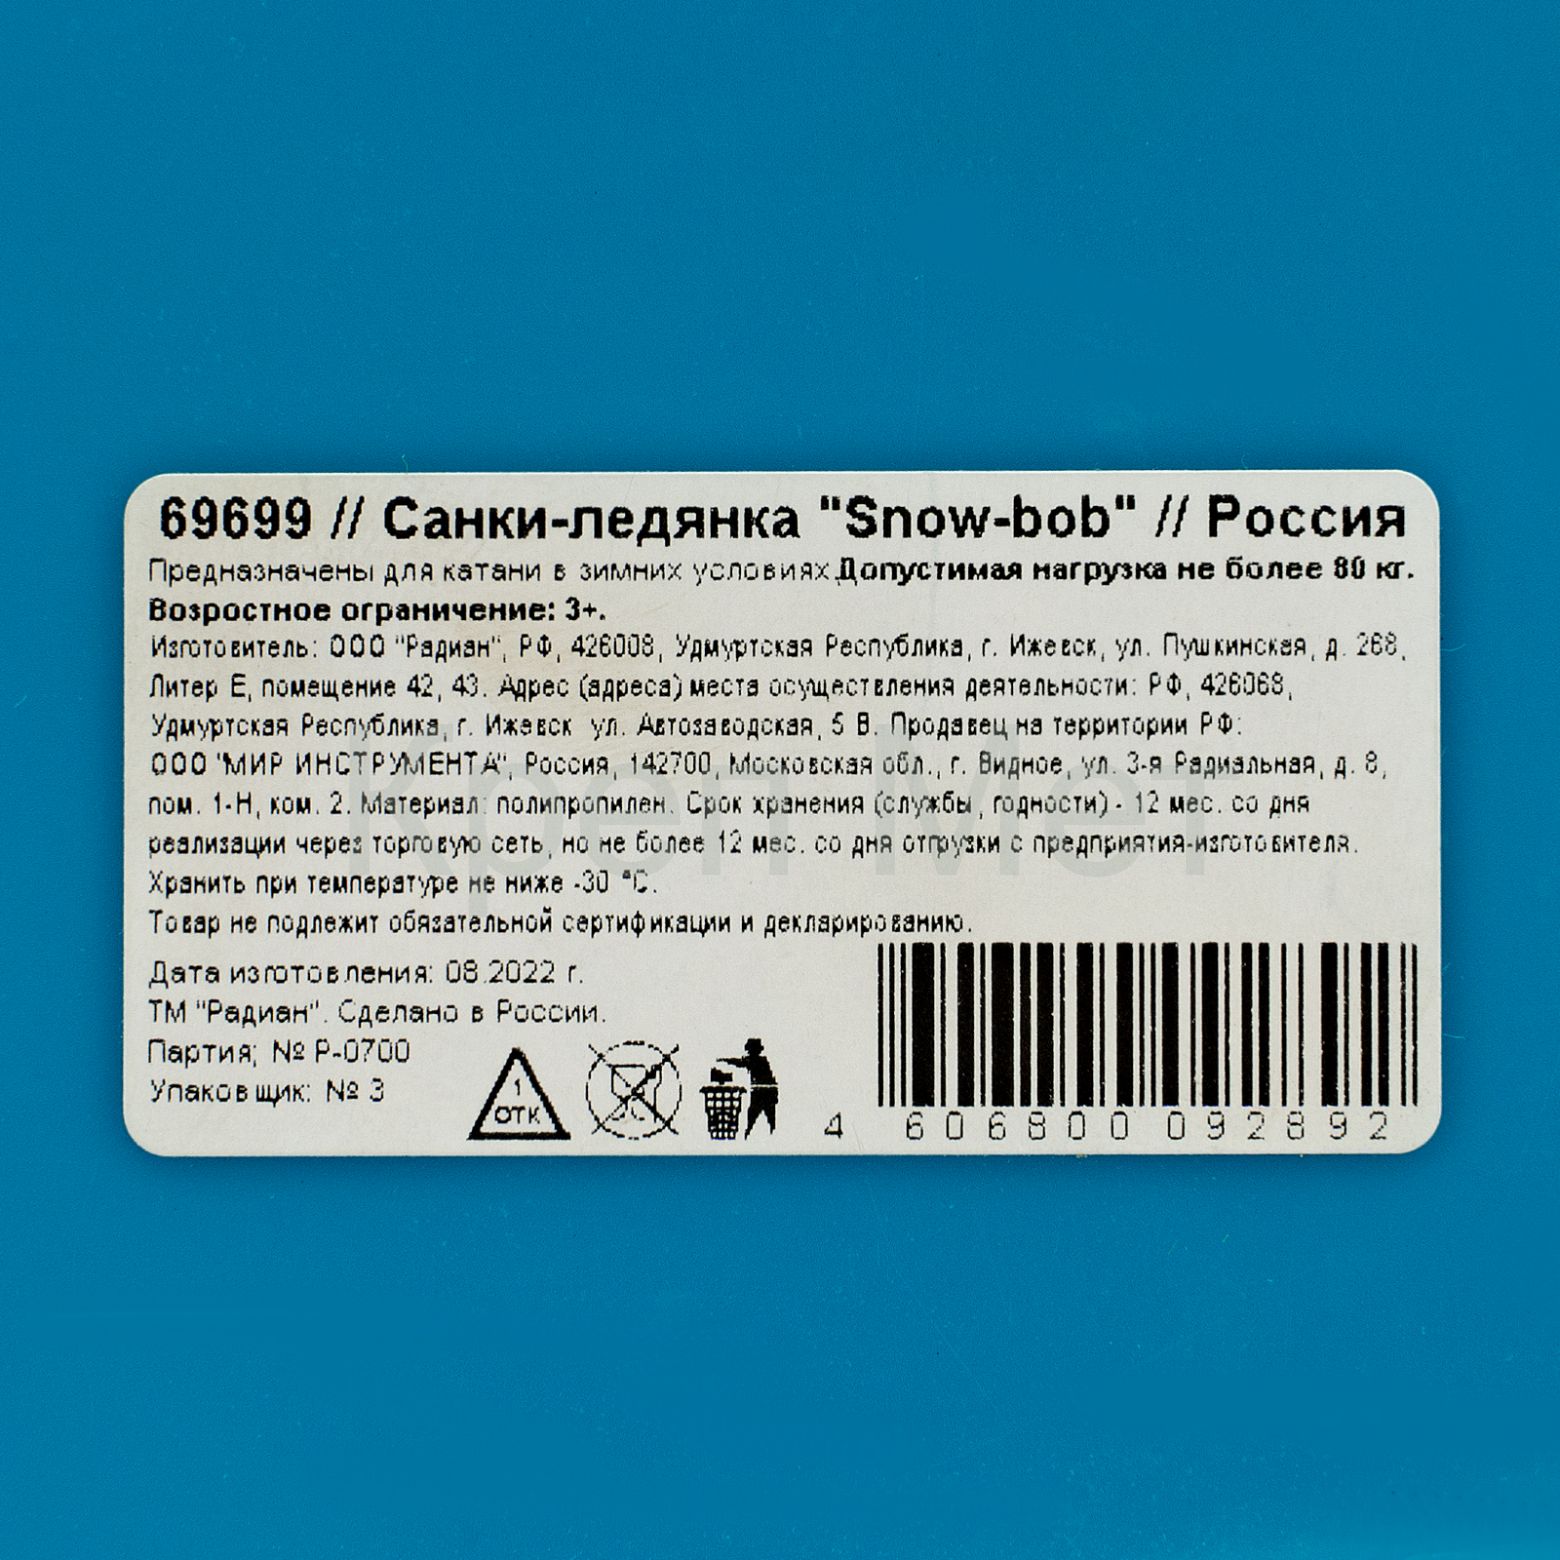 69699 // Санки-ледянка "Snow-bob" // Россия
Предназначены для катани в зимних условиях.Допустимая нагрузка не более 80 кг.
Возростное ограничение: 3+.
Изготовитель: ООО "Радиан", РФ, 426008, Удмуртская Республика, г. Ижевск, ул. Пушкинская, д. 268,
Литер Е, помещение 42, 43. Адрес (адреса) места осуществления деятельности: РФ, 426068,
Удмуртская Республика, г. Ижевск ул. Автозаводская, 5 В. Продавец на территории РФ:
ООО "МИР ИНСТРУМЕНТА", Россия, 142700, Московская обл., г. Видное, ул. 3-я Радиальная, д. 8,
пом. 1-Н, ком. 2. Материал: полипропилен. Срок хранения (службы, годности) - 12 мес. со дня
реализации через торговую сеть, но не более 12 мес. со дня отгрузки с предприятия-изготовителя.
Хранить при температуре не ниже -30 °С.
Товар не подлежит обязательной сертификации и декларированию.
Дата изготовления: 08.2022 г.
ТМ "Радиан". Сделано в России.
Партия; № Р-0700
Упаковщик: № 3
1
ОТК
4 606800 092892
Креп Мет